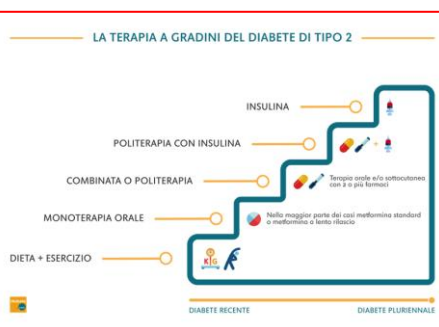 LA TERAPIA A GRADINI DEL DIABETE DI TIPO 2
INSULINA
POLITERAPIA CON INSULINA
COMBINATA O POLITERAPIA
Terapia orale e/o sottocutanea
con 2 o più farmaci
MONOTERAPIA ORALE
Nella maggior parte dei casi metformina standard
o metformina a lento rilascio
DIETA + ESERCIZIO
KG
DIABETE RECENTE
DIABETE PLURIENNALE